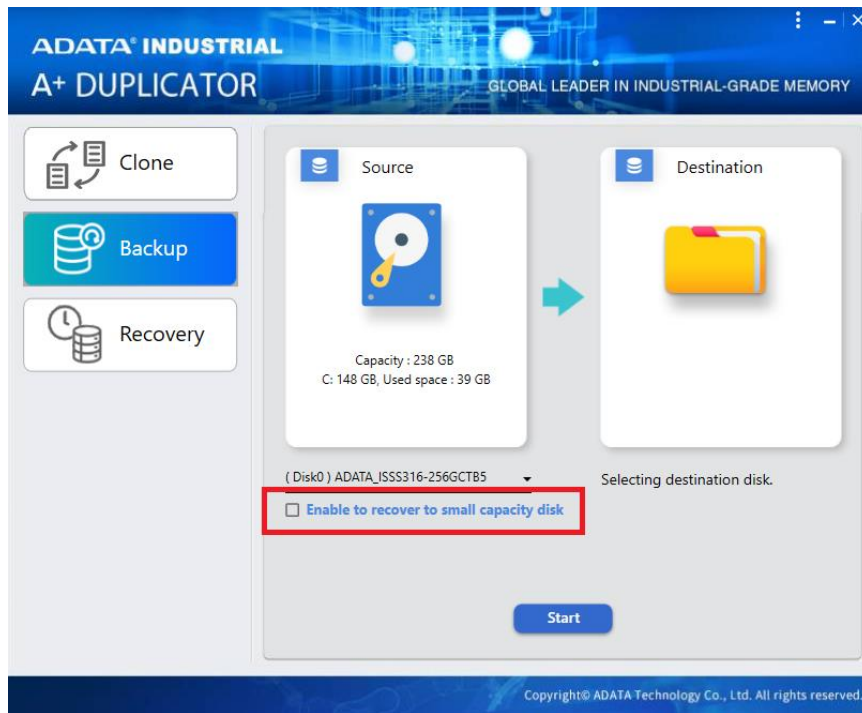 ADATA® INDUSTRIAL
A+ DUPLICATOR
GLOBAL LEADER IN INDUSTRIAL-GRADE MEMORY
Clone
Backup
Recovery
Source
Capacity : 238 GB
C: 148 GB, Used space : 39 GB
( Disk0 ) ADATA_ISSS316-256GCTB5
Enable to recover to small capacity disk
Destination
Selecting destination disk.
Start
Copyright© ADATA Technology Co., Ltd. All rights reserved.